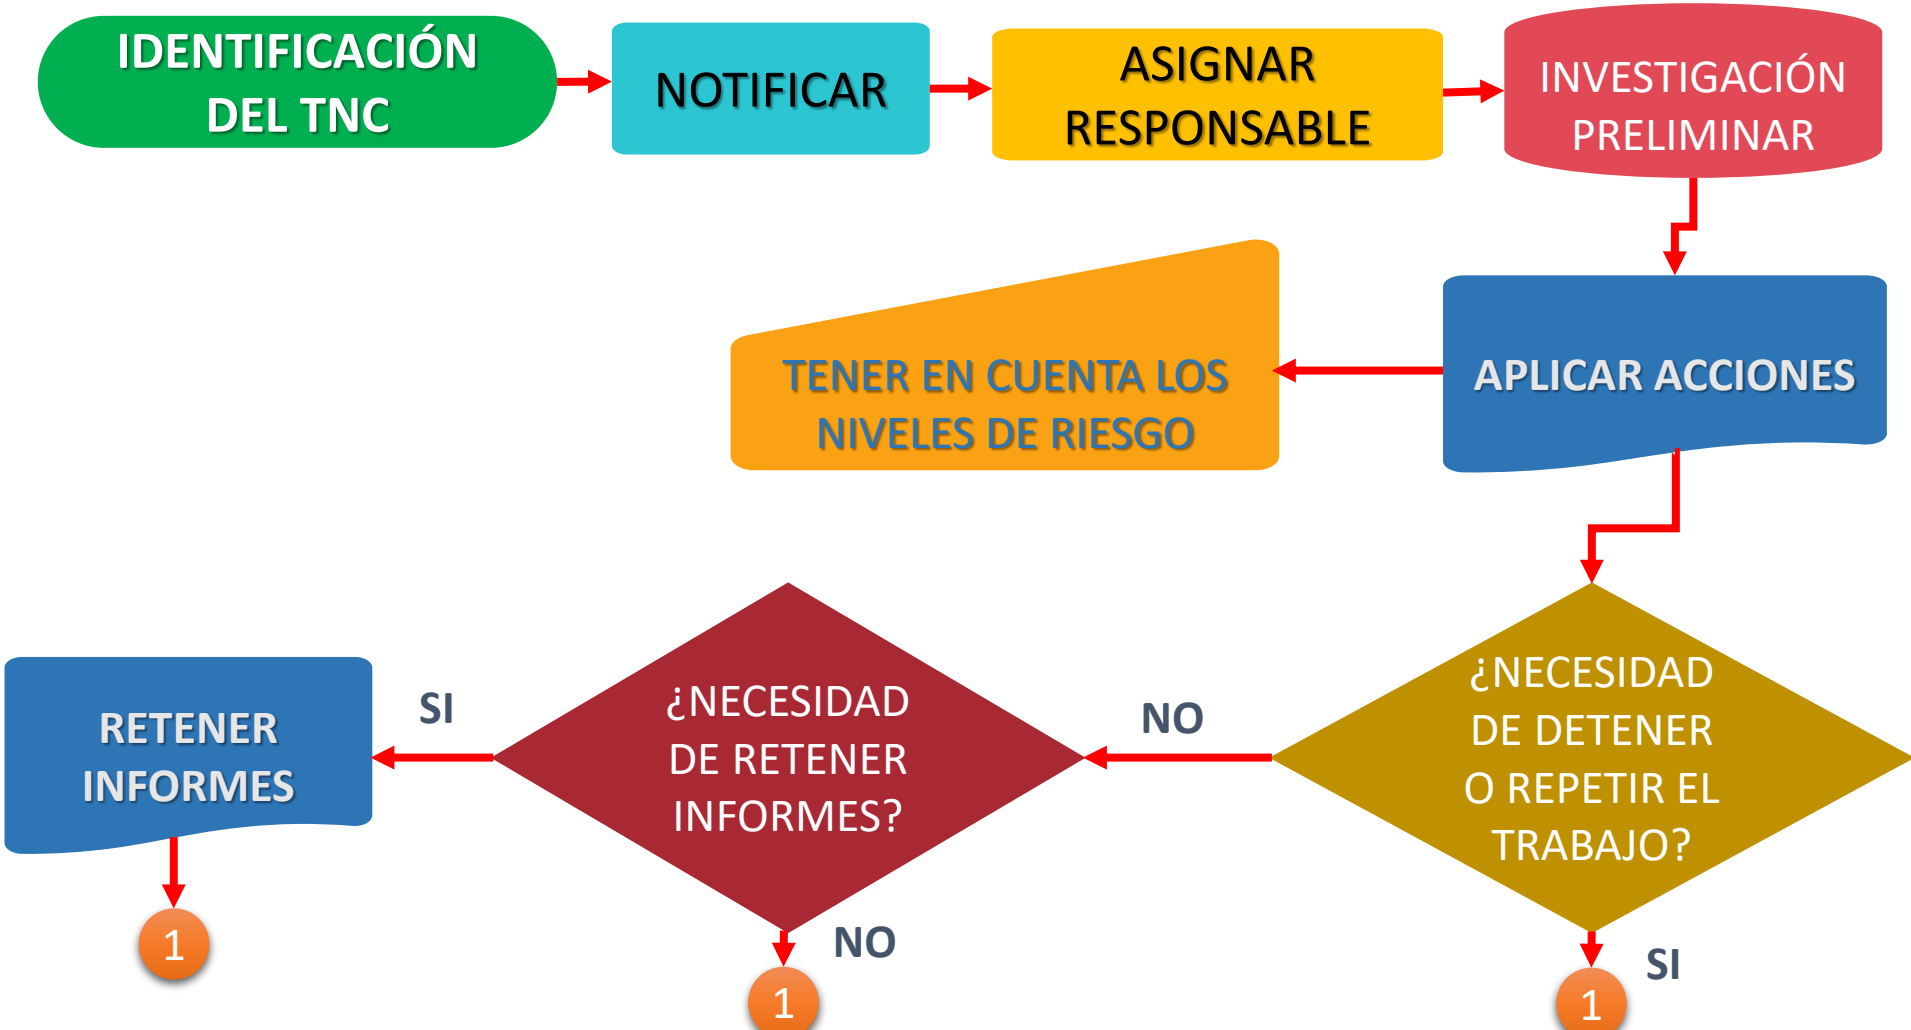 IDENTIFICACIÓN
DEL TNC
NOTIFICAR
ASIGNAR
RESPONSABLE
INVESTIGACIÓN
PRELIMINAR
APLICAR ACCIONES
TENER EN CUENTA LOS
NIVELES DE RIESGO
¿NECESIDAD
DE DETENER
O REPETIR EL
TRABAJO?
NO
SI
1
¿NECESIDAD
DE RETENER
INFORMES?
SI
NO
1
RETENER
INFORMES
1